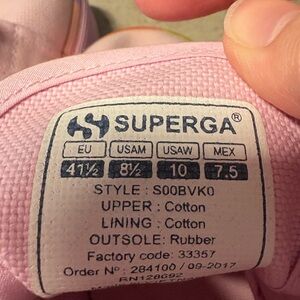 SUPERGA®
EU USAM USAW MEX
41½ 8½ 10 7.5
STYLE : S00BVK0
UPPER : Cotton
LINING : Cotton
OUTSOLE: Rubber
Factory code: 33357
Order Nº : 284100 / 09-2017
RN128692